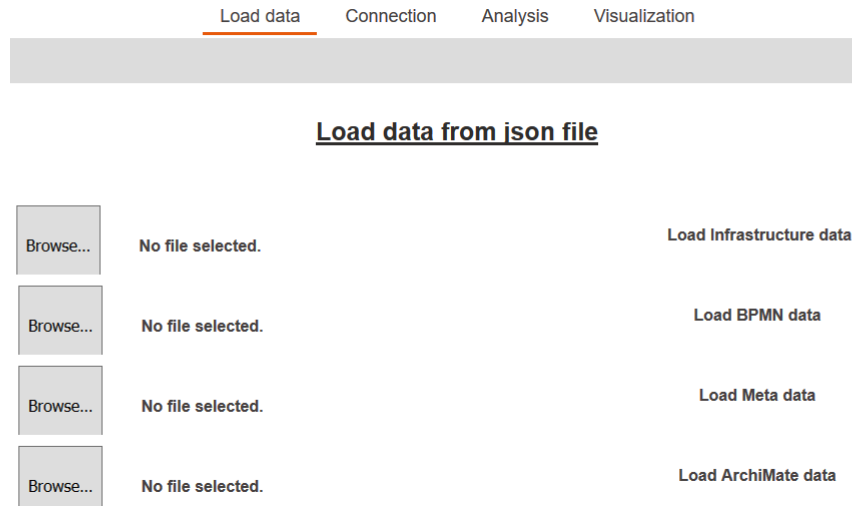 Load data Connection Analysis Visualization
Load data from json file
Browse... No file selected. Load Infrastructure data
Browse... No file selected. Load BPMN data
Browse... No file selected. Load Meta data
Browse... No file selected. Load ArchiMate data